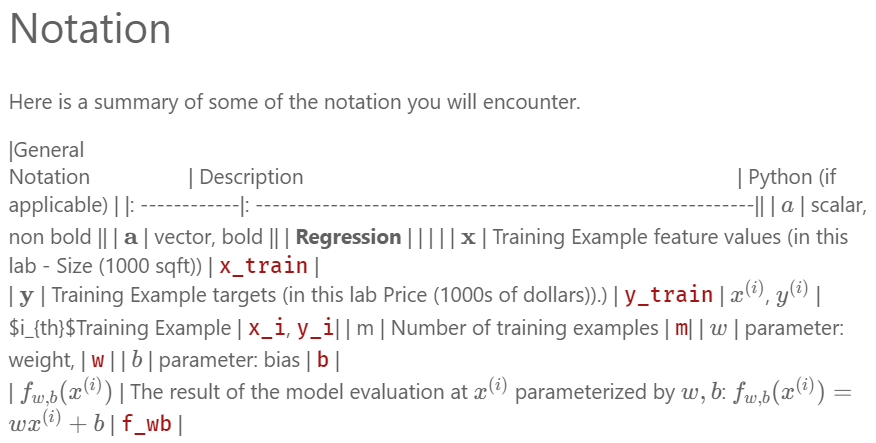 Notation
Here is a summary of some of the notation you will encounter.
|General
Notation | Description | Python (if
applicable) | |: ------------|: ------------------------------------------------------------|| | a | scalar,
non bold || | a | vector, bold || | Regression | | | | | x | Training Example feature values (in this
lab - Size (1000 sqft)) | x_train |
| y | Training Example targets (in this lab Price (1000s of dollars)).) | y_train | x^{(i)}, y^{(i)} |
$i_{th}$Training Example | x_i, y_i| | m | Number of training examples | m| | w | parameter:
weight, | w | | b | parameter: bias | b |
| f_{w,b}(x^{(i)}) | The result of the model evaluation at x^{(i)} parameterized by w, b: f_{w,b}(x^{(i)}) =
wx^{(i)} + b | f_wb |